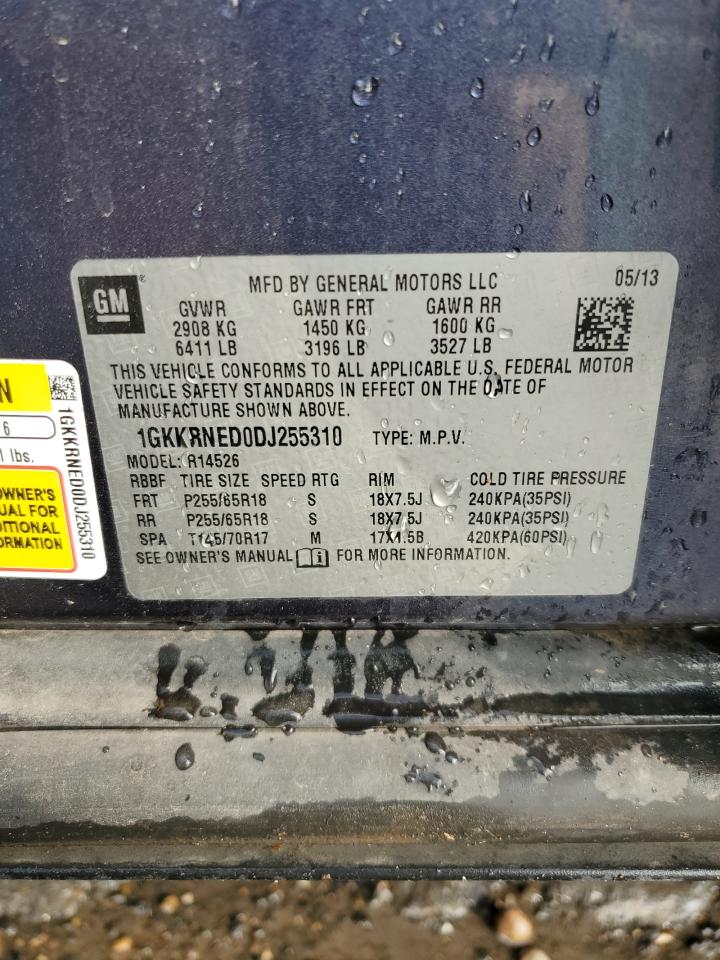 GM
MFD BY GENERAL MOTORS LLC 05/13
GVWR GAWR FRT GAWR RR
2908 KG 1450 KG 1600 KG
6411 LB 3196 LB 3527 LB
THIS VEHICLE CONFORMS TO ALL APPLICABLE U.S. FEDERAL MOTOR
VEHICLE SAFETY STANDARDS IN EFFECT ON THE DATE OF
MANUFACTURE SHOWN ABOVE.
1GKKRNED0DJ255310 TYPE: M.P.V.
MODEL: R14526
RBBF TIRE SIZE SPEED RTG RIM COLD TIRE PRESSURE
FRT P255/65R18 S 18X7.5J 240KPA(35PSI)
RR P255/65R18 S 18X7.5J 240KPA(35PSI)
SPA T145/70R17 M 17X4.5B 420KPA(60PSI)
SEE OWNER'S MANUAL FOR MORE INFORMATION.
N
6
lbs.
OWNER'S
FOR
1GKKRNED0DJ255310